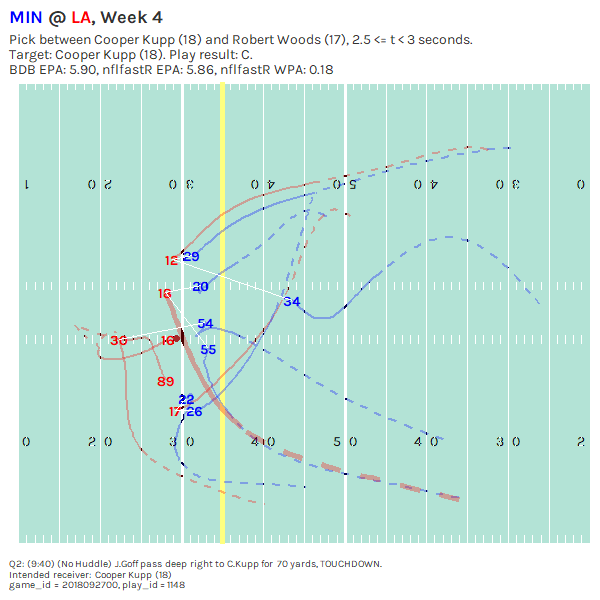 MIN @ LA, Week 4
Pick between Cooper Kupp (18) and Robert Woods (17), 2.5 <= t < 3 seconds.
Target: Cooper Kupp (18). Play result: C.
BDB EPA: 5.90, nflfastR EPA: 5.86, nflfastR WPA: 0.18
1 0 2 0 3 0 4 0 5 0 4 0 3 0
12 29
20
18
34
54
30 16
55
89
22
17 26
0 2 0 3 0 4 0 5 0 4 0 3 0 2
Q2: (9:40) (No Huddle) J.Goff pass deep right to C.Kupp for 70 yards, TOUCHDOWN.
Intended receiver: Cooper Kupp (18)
game_id = 2018092700, play_id = 1148